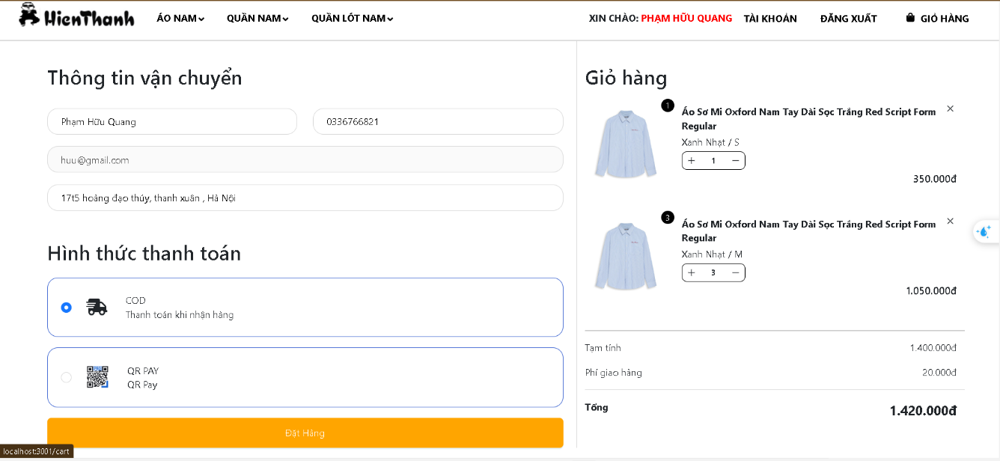 HienThanh ÁO NAM QUẦN NAM QUẦN LÓT NAM XIN CHÀO: PHẠM HỮU QUANG TÀI KHOẢN ĐĂNG XUẤT GIỎ HÀNG
Thông tin vận chuyển
Phạm Hữu Quang 0336766821
huu@gmail.com
17t5 hoàng đạo thúy, thanh xuân , Hà Nội
Hình thức thanh toán
COD
Thanh toán khi nhận hàng
QR PAY
QR Pay
Đặt Hàng
Giỏ hàng
1
Áo Sơ Mi Oxford Nam Tay Dài Sọc Trắng Red Script Form
Regular
Xanh Nhạt / S
+ 1 −
350.000đ
3
Áo Sơ Mi Oxford Nam Tay Dài Sọc Trắng Red Script Form
Regular
Xanh Nhạt / M
+ 3 −
1.050.000đ
Tạm tính 1.400.000đ
Phí giao hàng 20.000đ
Tổng 1.420.000đ
localhost:3001/cart